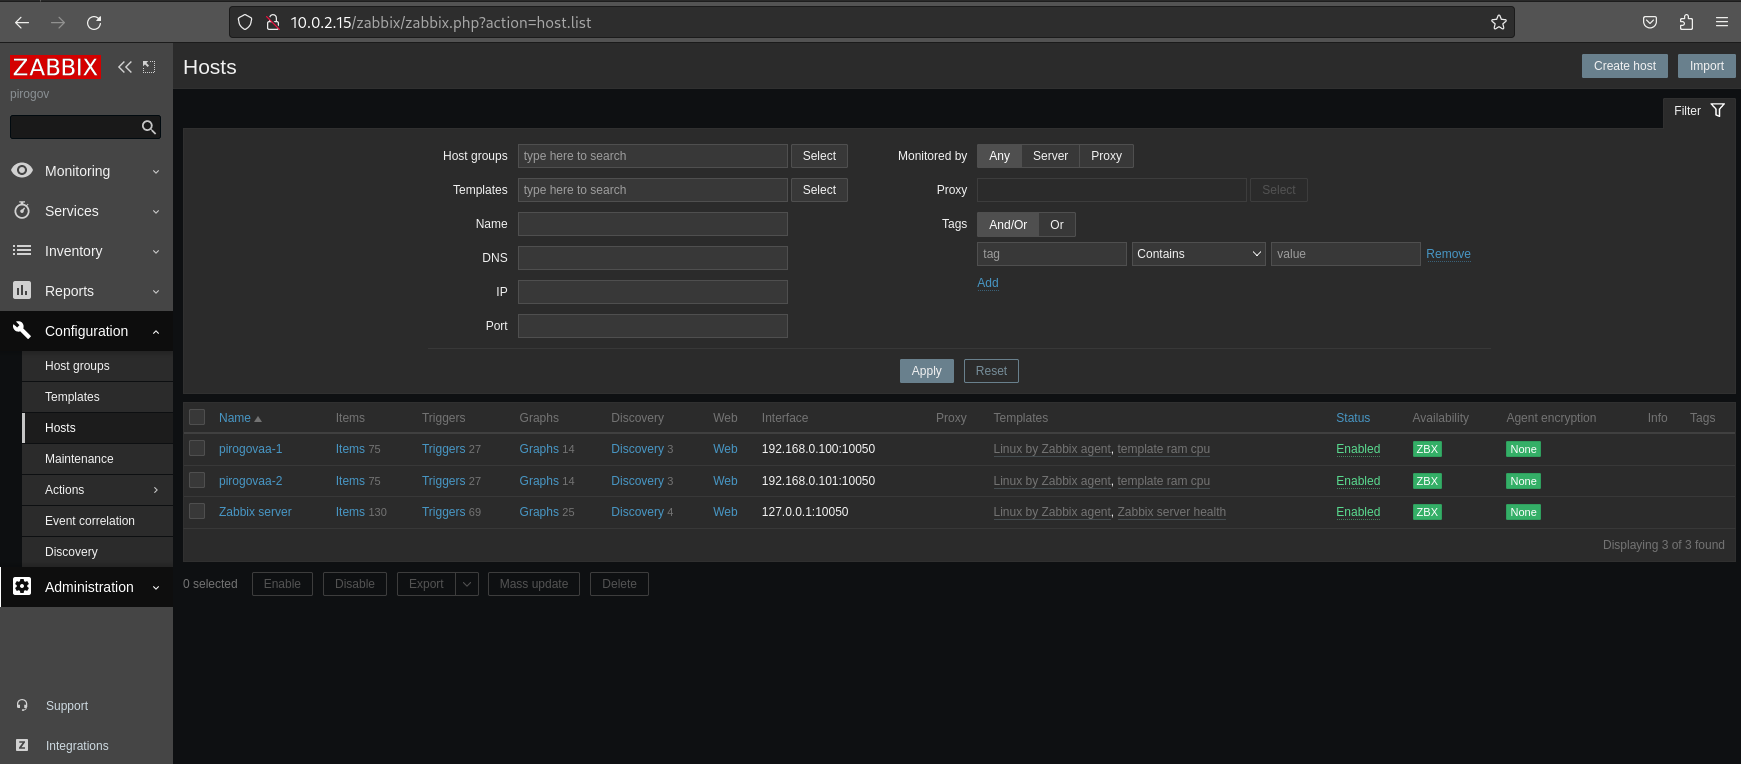 10.0.2.15/zabbix/zabbix.php?action=host.list
ZABBIX
pirogov
Monitoring
Services
Inventory
Reports
Configuration
Host groups
Templates
Hosts
Maintenance
Actions
Event correlation
Discovery
Administration
Support
Z Integrations
Hosts
Create host Import
Filter
Host groups type here to search Select
Templates type here to search Select
Name
DNS
IP
Port
Monitored by Any Server Proxy
Proxy Select
Tags And/Or Or
tag Contains value Remove
Add
Apply Reset
Name Items Triggers Graphs Discovery Web Interface Proxy Templates Status Availability Agent encryption Info Tags
pirogovaa-1 Items 75 Triggers 27 Graphs 14 Discovery 3 Web 192.168.0.100:10050 Linux by Zabbix agent, template ram cpu Enabled ZBX None
pirogovaa-2 Items 75 Triggers 27 Graphs 14 Discovery 3 Web 192.168.0.101:10050 Linux by Zabbix agent, template ram cpu Enabled ZBX None
Zabbix server Items 130 Triggers 69 Graphs 25 Discovery 4 Web 127.0.0.1:10050 Linux by Zabbix agent, Zabbix server health Enabled ZBX None
Displaying 3 of 3 found
0 selected Enable Disable Export Mass update Delete